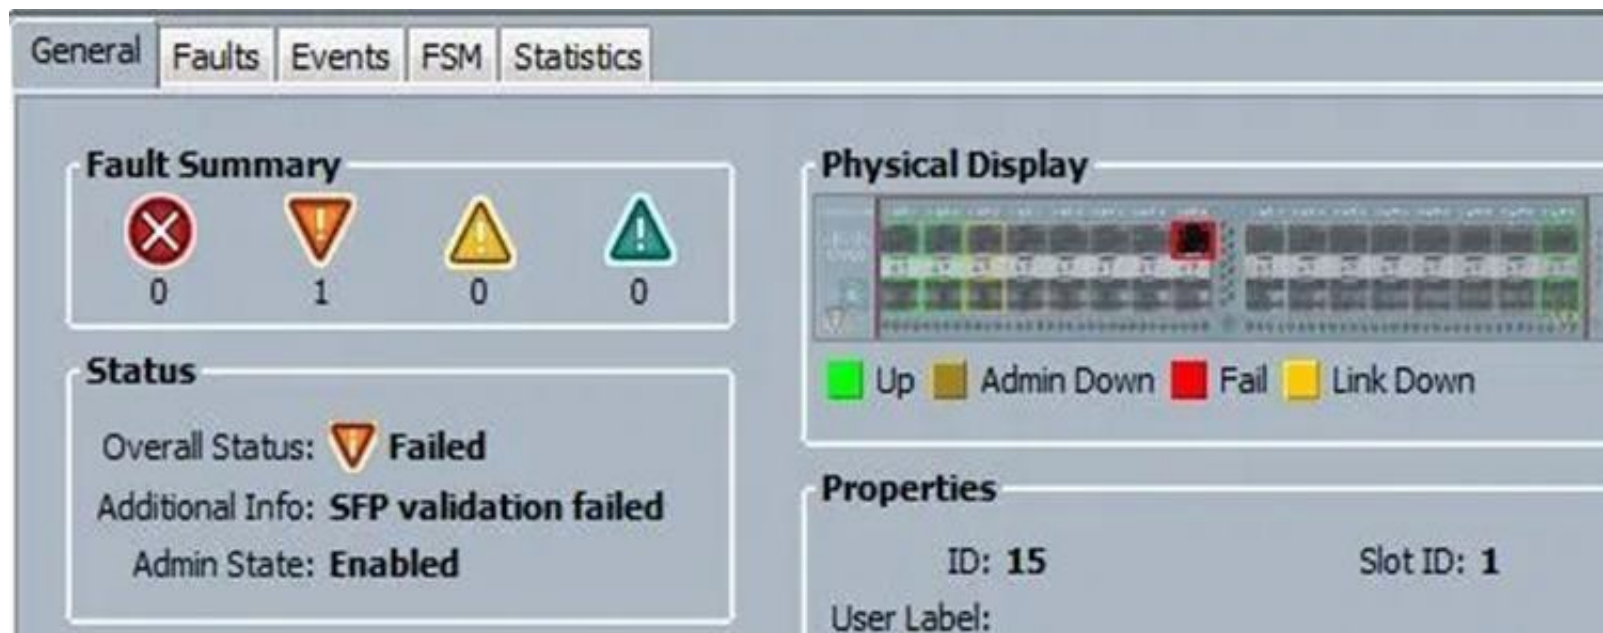 General Faults Events FSM Statistics
Fault Summary
0 1 0 0
Status
Overall Status: Failed
Additional Info: SFP validation failed
Admin State: Enabled
Physical Display
Up Admin Down Fail Link Down
Properties
ID: 15 Slot ID: 1
User Label: